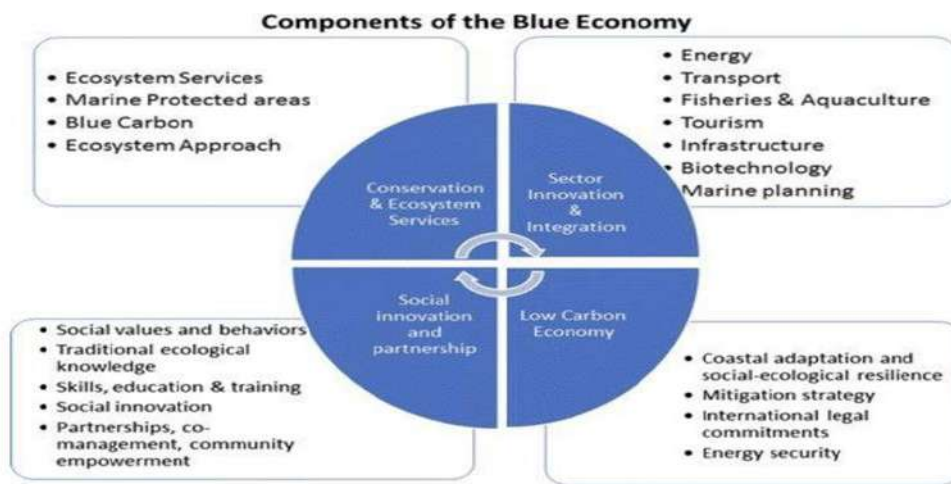 Components of the Blue Economy
• Ecosystem Services
• Marine Protected areas
• Blue Carbon
• Ecosystem Approach
• Energy
• Transport
• Fisheries & Aquaculture
• Tourism
• Infrastructure
• Biotechnology
Marine planning
Conservation
& Ecosystem
Services
Sector
Innovation
&
Integration
Social
innovation
and
partnership
Low Carbon
Economy
• Social values and behaviors
• Traditional ecological
knowledge
• Skills, education & training
• Social innovation
• Partnerships, co-
management, community
empowerment
• Coastal adaptation and
social-ecological resilience
• Mitigation strategy
• International legal
commitments
• Energy security